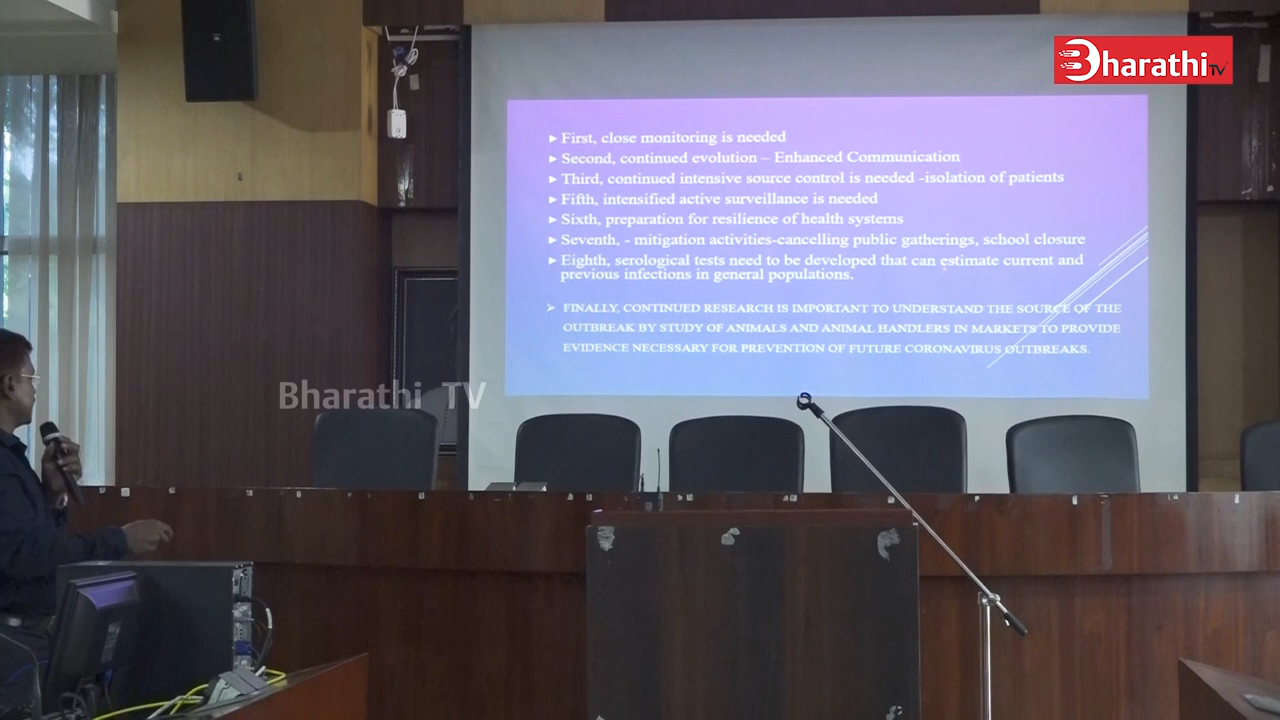 Bharathi TV
► First, close monitoring is needed
► Second, continued evolution – Enhanced Communication
► Third, continued intensive source control is needed -isolation of patients
► Fifth, intensified active surveillance is needed
► Sixth, preparation for resilience of health systems
► Seventh, - mitigation activities-cancelling public gatherings, school closure
► Eighth, serological tests need to be developed that can estimate current and
previous infections in general populations.
➢ FINALLY, CONTINUED RESEARCH IS IMPORTANT TO UNDERSTAND THE SOURCE OF THE
OUTBREAK BY STUDY OF ANIMALS AND ANIMAL HANDLERS IN MARKETS TO PROVIDE
EVIDENCE NECESSARY FOR PREVENTION OF FUTURE CORONAVIRUS OUTBREAKS.
Bharathi TV